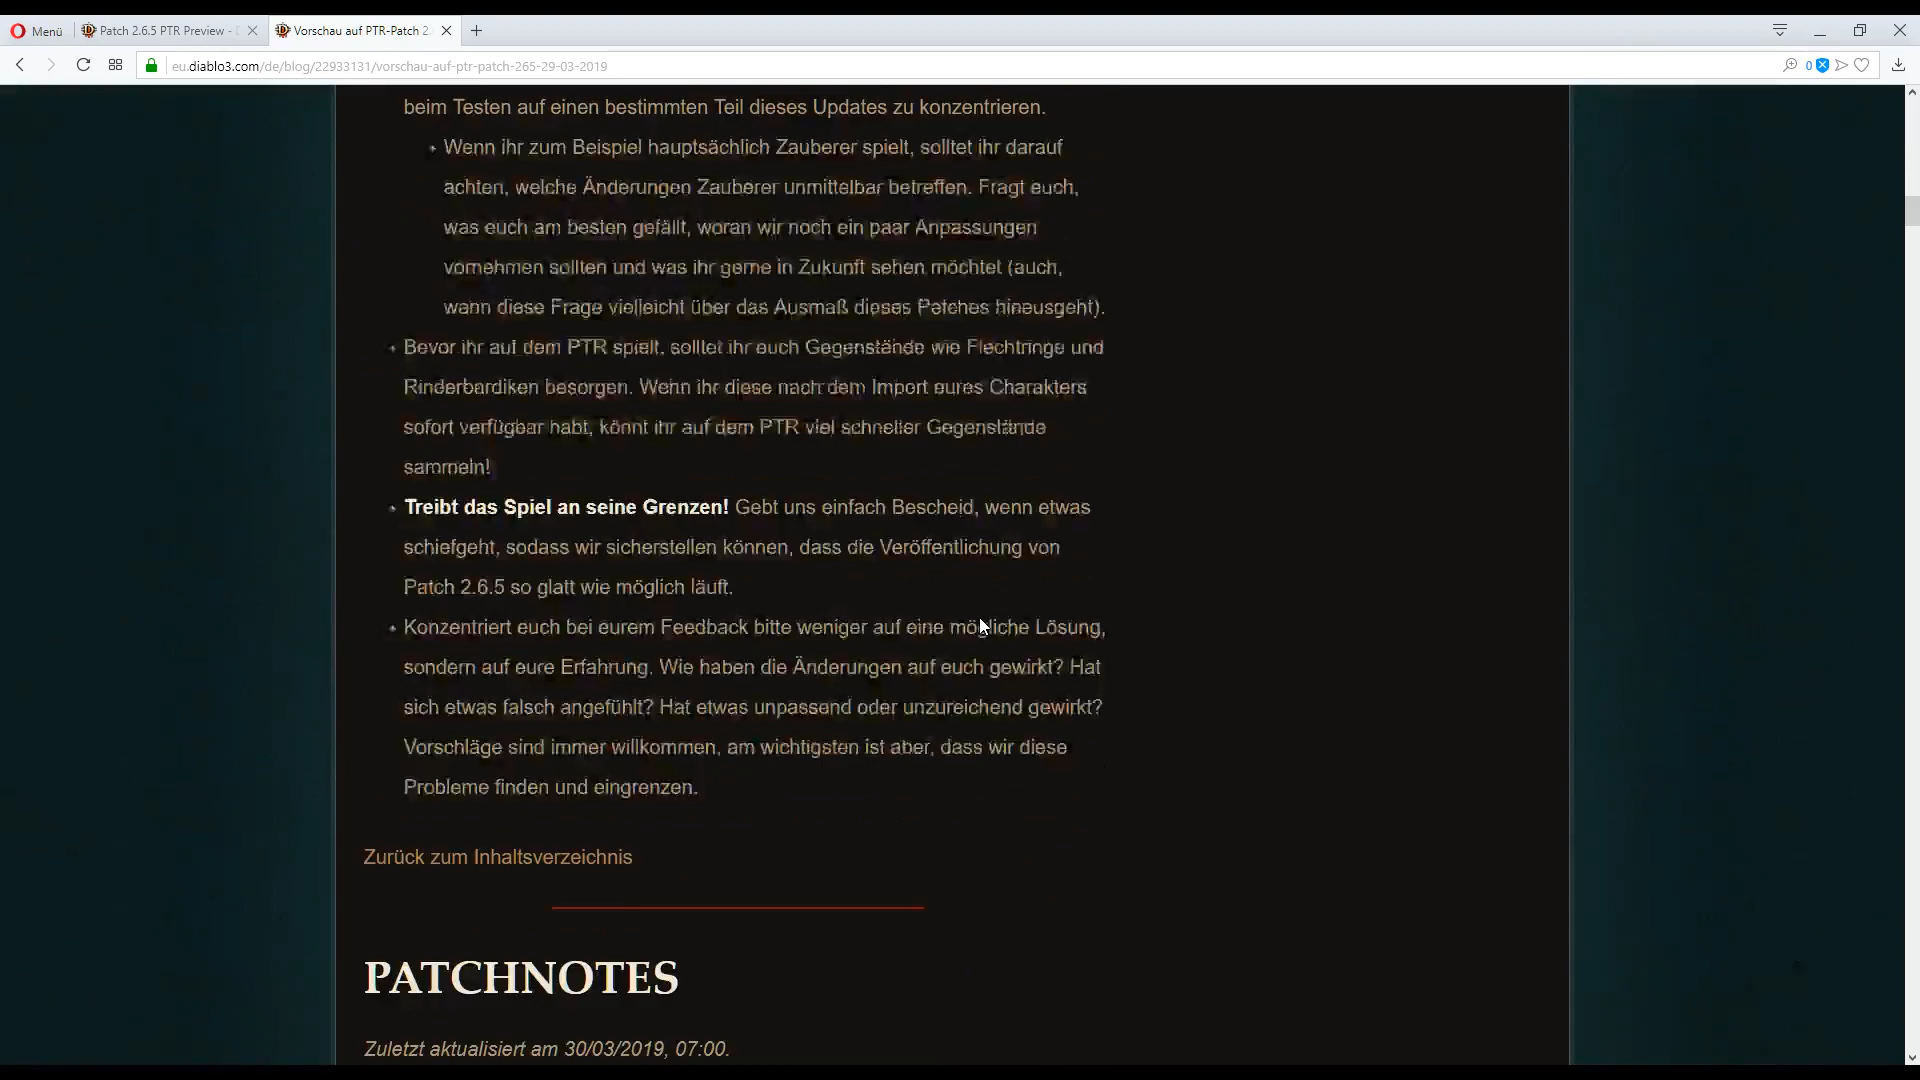 Menü
Patch 2.6.5 PTR Preview -
Vorschau auf PTR-Patch 2.
eu.diablo3.com/de/blog/22933131/vorschau-auf-ptr-patch-265-29-03-2019
0
beim Testen auf einen bestimmten Teil dieses Updates zu konzentrieren.
Wenn ihr zum Beispiel hauptsächlich Zauberer spielt, solltet ihr darauf
achten, welche Änderungen Zauberer unmittelbar betreffen. Fragt euch,
was euch am besten gefällt, woran wir noch ein paar Anpassungen
vornehmen sollten und was ihr gerne in Zukunft sehen möchtet (auch,
wenn diese Frage vielleicht über das Ausmaß dieses Patches hinausgeht).
Bevor ihr auf dem PTR spielt, solltet ihr euch Gegenstände wie Flechtringe und
Rinderbardiken besorgen. Wenn ihr diese nach dem Import eures Charakters
sofort verfügbar habt, könnt ihr auf dem PTR viel schneller Gegenstände
sammeln!
Treibt das Spiel an seine Grenzen! Gebt uns einfach Bescheid, wenn etwas
schiefgeht, sodass wir sicherstellen können, dass die Veröffentlichung von
Patch 2.6.5 so glatt wie möglich läuft.
Konzentriert euch bei eurem Feedback bitte weniger auf eine mögliche Lösung,
sondern auf eure Erfahrung. Wie haben die Änderungen auf euch gewirkt? Hat
sich etwas falsch angefühlt? Hat etwas unpassend oder unzureichend gewirkt?
Vorschläge sind immer willkommen, am wichtigsten ist aber, dass wir diese
Probleme finden und eingrenzen.
Zurück zum Inhaltsverzeichnis
PATCHNOTES
Zuletzt aktualisiert am 30/03/2019, 07:00.